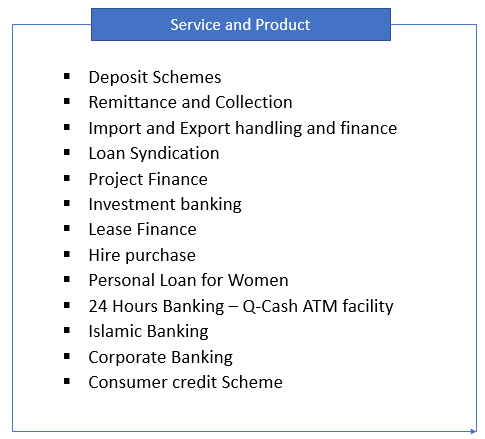 Service and Product
▪ Deposit Schemes
▪ Remittance and Collection
▪ Import and Export handling and finance
▪ Loan Syndication
▪ Project Finance
▪ Investment banking
▪ Lease Finance
▪ Hire purchase
▪ Personal Loan for Women
▪ 24 Hours Banking – Q-Cash ATM facility
▪ Islamic Banking
▪ Corporate Banking
▪ Consumer credit Scheme